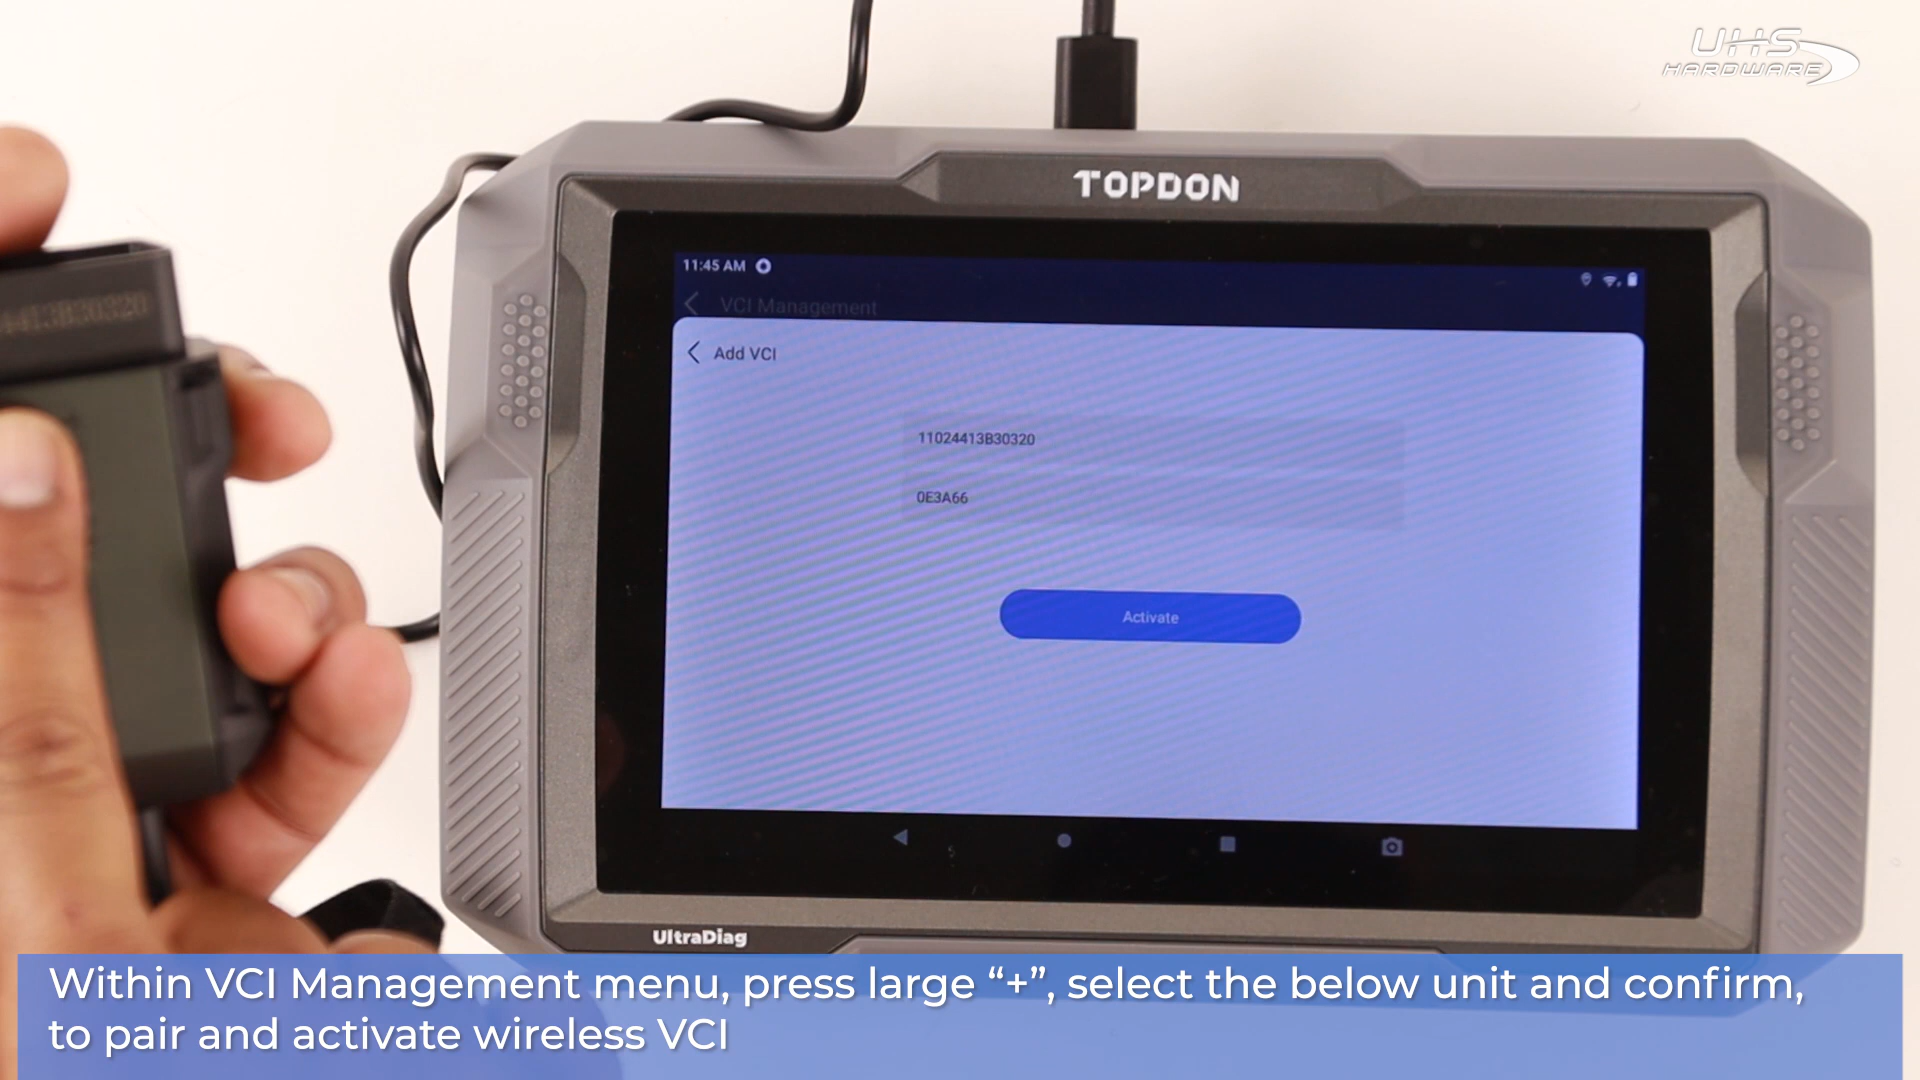 UHS
HARDWARE
TOPDON
11:45 AM
VCI Management
Add VCI
11024413B30320
0E3A66
Activate
UltraDiag
Within VCI Management menu, press large “+”, select the below unit and confirm,
to pair and activate wireless VCI